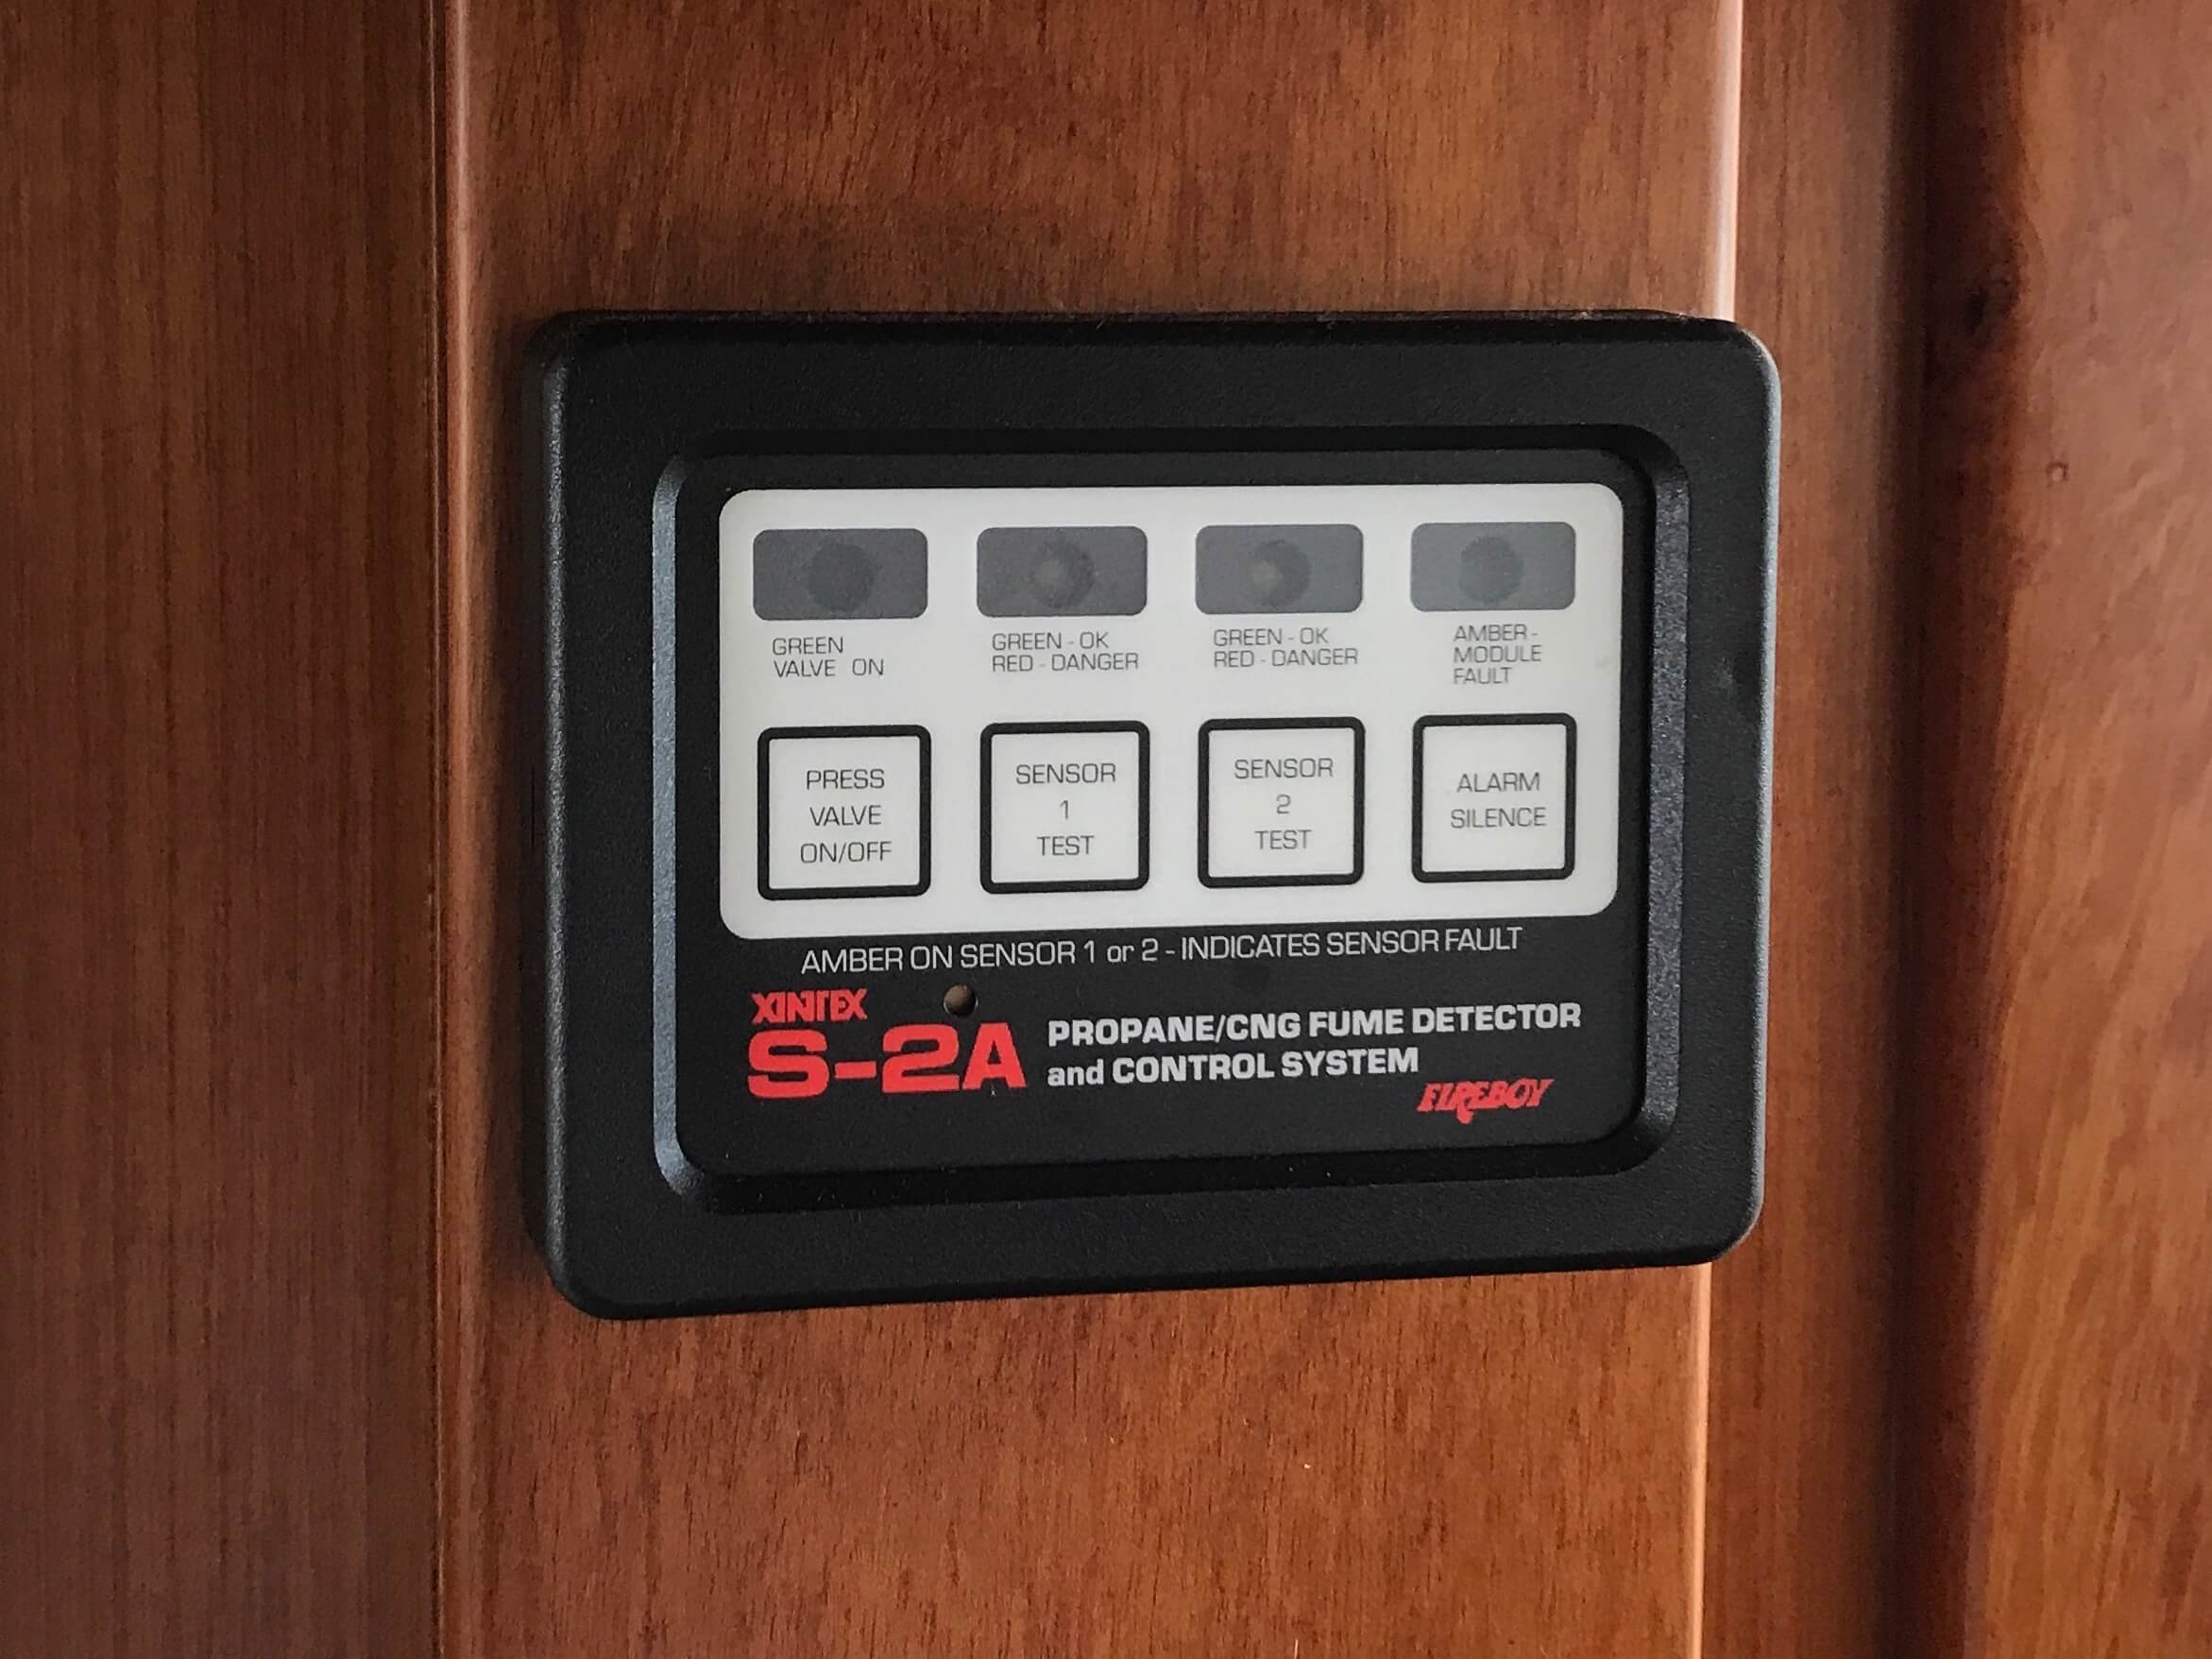 GREEN
VALVE ON
GREEN - OK
RED - DANGER
GREEN - OK
RED - DANGER
AMBER -
MODULE
FAULT
PRESS
VALVE
ON/OFF
SENSOR
1
TEST
SENSOR
2
TEST
ALARM
SILENCE
AMBER ON SENSOR 1 or 2 - INDICATES SENSOR FAULT
XINTEX
S-2A
PROPANE/CNG FUME DETECTOR
and CONTROL SYSTEM
FIREBOY